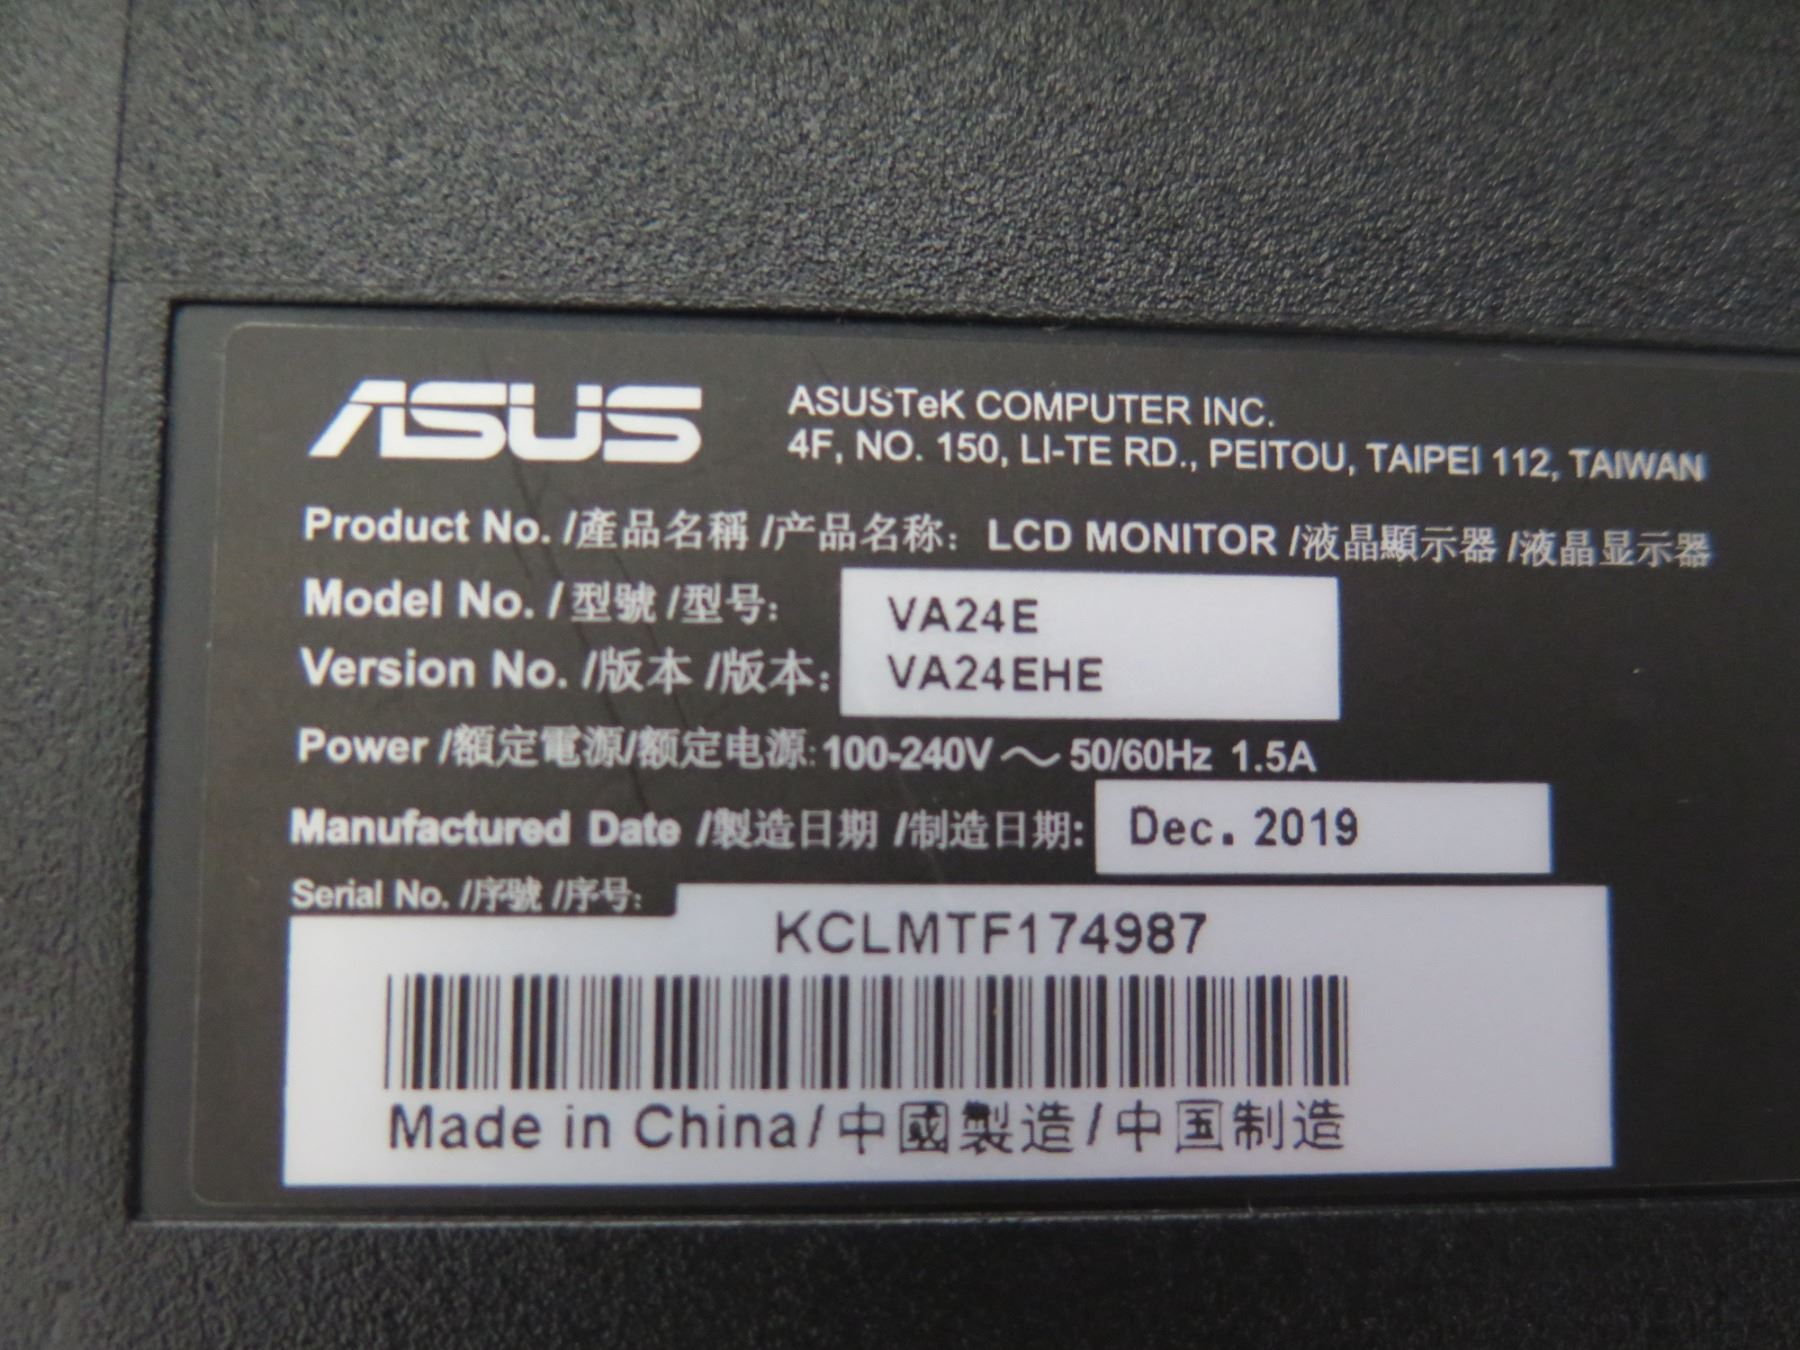 ASUS
ASUSTeK COMPUTER INC.
4F, NO. 150, LI-TE RD., PEITOU, TAIPEI 112, TAIWAN
Product No. /產品名稱 /产品名称: LCD MONITOR /液晶顯示器 /液晶显示器
Model No. /型號 /型号: VA24E
Version No. /版本 /版本: VA24EHE
Power /額定電源/额定电源: 100-240V ～ 50/60Hz 1.5A
Manufactured Date /製造日期 /制造日期: Dec. 2019
Serial No. /序號 /序号:
KCLMTF174987
Made in China/中國製造/中国制造